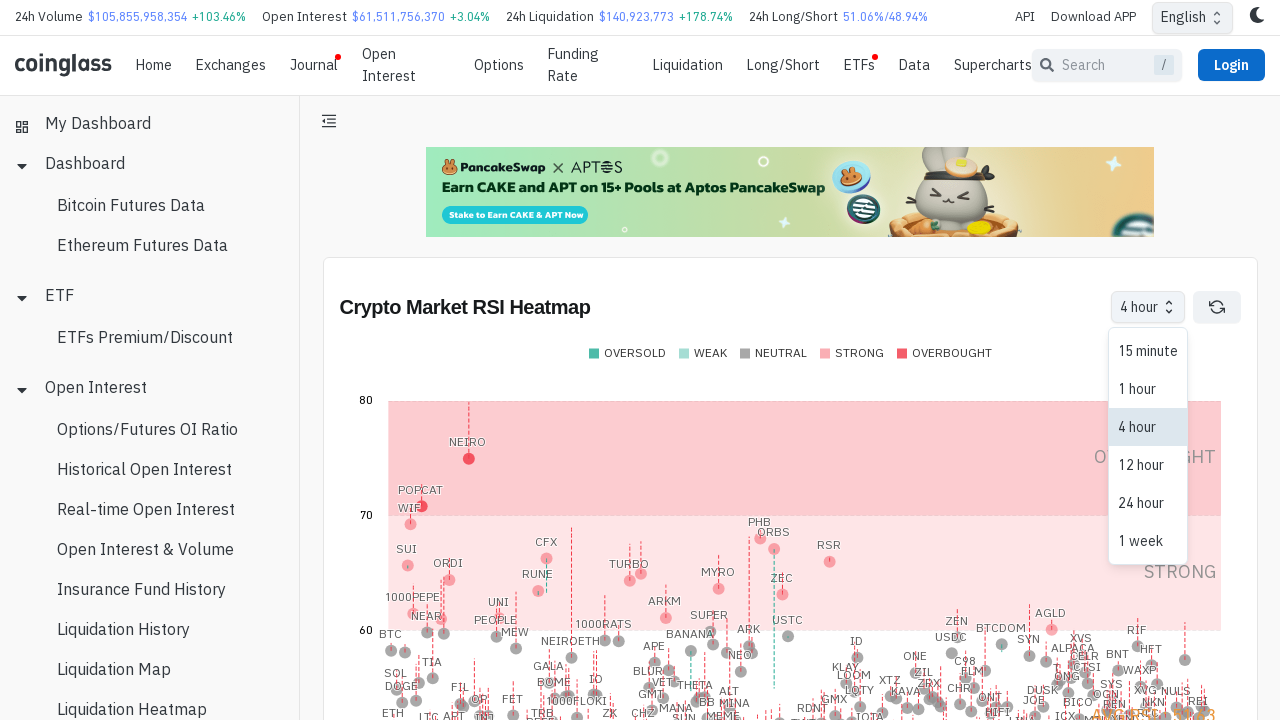 24h Volume $105,855,958,354 +103.46% Open Interest $61,511,756,370 +3.04% 24h Liquidation $140,923,773 +178.74% 24h Long/Short 51.06%/48.94% API Download APP English
coinglass Home Exchanges Journal Open Interest Options Funding Rate Liquidation Long/Short ETFs Data Supercharts Search / Login
My Dashboard
Dashboard
Bitcoin Futures Data
Ethereum Futures Data
ETF
ETFs Premium/Discount
Open Interest
Options/Futures OI Ratio
Historical Open Interest
Real-time Open Interest
Open Interest & Volume
Insurance Fund History
Liquidation History
Liquidation Map
Liquidation Heatmap
PancakeSwap × APTOS
Earn CAKE and APT on 15+ Pools at Aptos PancakeSwap
Stake to Earn CAKE & APT Now
Crypto Market RSI Heatmap
4 hour
15 minute
1 hour
4 hour
12 hour
24 hour
1 week
OVERSOLD WEAK NEUTRAL STRONG OVERBOUGHT
80
NEIRO
POPCAT
WIF
70
PHB
ORBS
CFX
RSR
SUI
ORDI
TURBO
MYRO
RUNE
ZEC
STRONG
1000PEPE
UNI
ARKM
NEAR
PEOPLE
SUPER
AGLD
60
BTC
MEW
1000RATS
NEIROETH
BANANA
ARK
USTC
ZEN
USDC
BTCDOM
SYN
RIF
XVS
TIA
APE
NEO
ID
ONE
BNT
ALPACA
CELR
HFT
SOL
GALA
BLUR
KLAY
C98
CTSI
WAXP
DOGE
BOME
IO
VET
THETA
LOOM
ZIL
FLM
ONG
FIL
GMT
ALT
LOTY
XTZ
ZRX
CHR
DUSK
SYS
XVG
NULS
FET
1000FLOKI
MINA
GMX
KAVA
ONT
JOE
BICO
OGN
NKN
REI
ETH
LTC
APT
TRB
ZK
CHZ
MANA
SUN
MEME
RDNT
IOTA
HIFI
ICX
REN